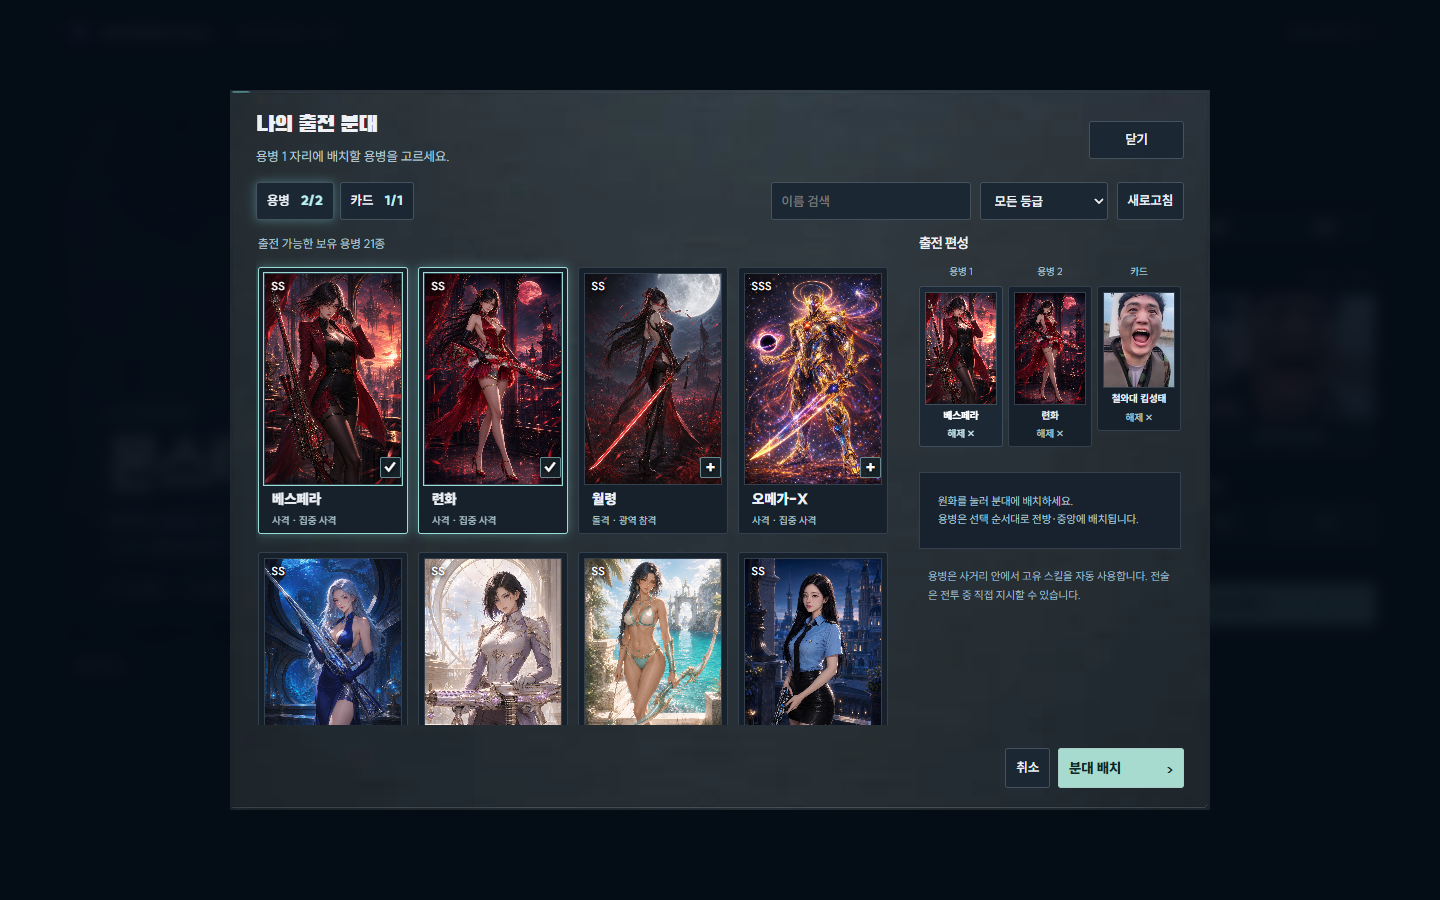 나의 출전 분대
용병 1 자리에 배치할 용병을 고르세요.
닫기
용병 2/2
카드 1/1
이름 검색
모든 등급
새로고침
출전 가능한 보유 용병 21종
출전 편성
SS
베스페라
사격 · 집중 사격
SS
련화
사격 · 집중 사격
SS
월령
돌격 · 광역 참격
SSS
오메가-X
사격 · 집중 사격
SS
SS
SS
SS
용병 1
베스페라
해제 ×
용병 2
련화
해제 ×
카드
철와대 킴성태
해제 ×
원화를 눌러 분대에 배치하세요.
용병은 선택 순서대로 전방·중앙에 배치됩니다.
용병은 사거리 안에서 고유 스킬을 자동 사용합니다. 전술
은 전투 중 직접 지시할 수 있습니다.
취소
분대 배치 ›